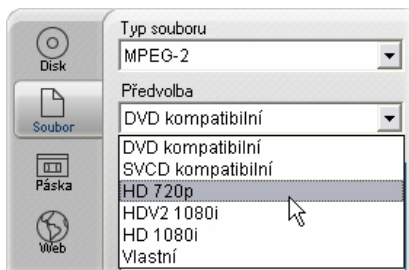 Typ souboru
Disk
MPEG-2
Předvolba
Soubor
DVD kompatibilní
DVD kompatibilní
SVCD kompatibilní
Páska
HD 720p
HDV2 1080i
Web
HD 1080i
Vlastní